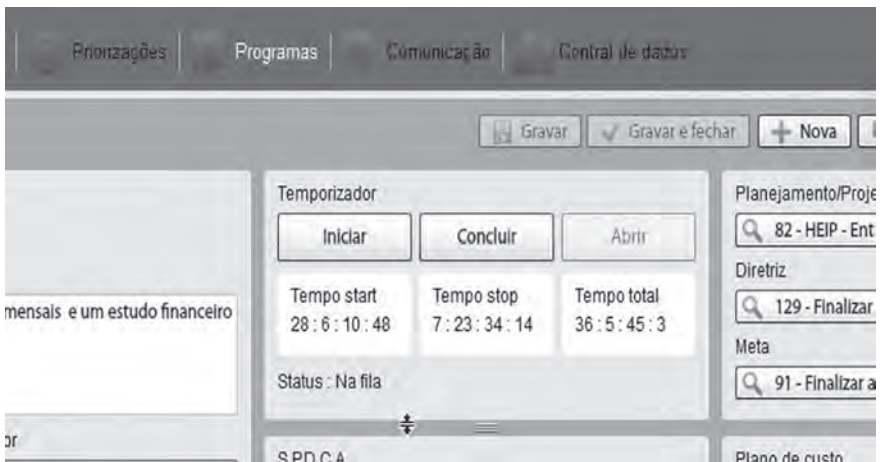 Priorizações Programas Comunicação Central de dados
Gravar Gravar e fechar Nova
Temporizador
Iniciar Concluir Abrir
Tempo start Tempo stop Tempo total
28 : 6 : 10 : 48 7 : 23 : 34 : 14 36 : 5 : 45 : 3
Status : Na fila
mensais e um estudo financeiro
or
S.P.D.C.A
Planejamento/Proje
82 - HEIP - Ent
Diretriz
129 - Finalizar
Meta
91 - Finalizar a
Plano de custo